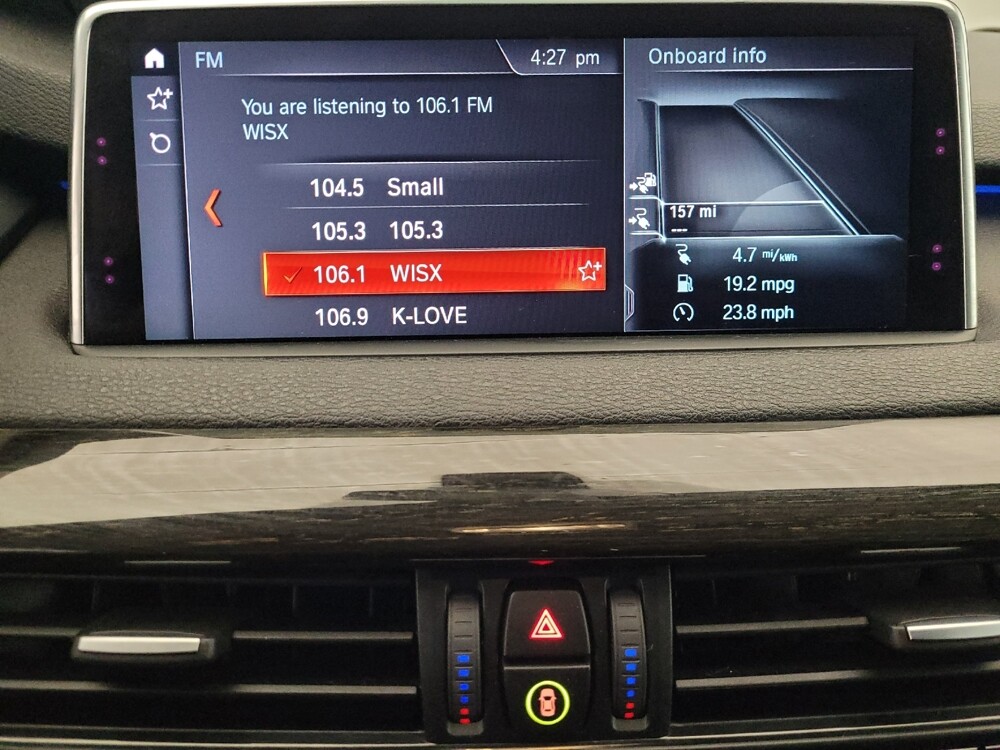 FM
4:27 pm
You are listening to 106.1 FM
WISX
104.5 Small
105.3 105.3
106.1 WISX
106.9 K-LOVE
Onboard info
157 mi
---
4.7 mi/kWh
19.2 mpg
23.8 mph